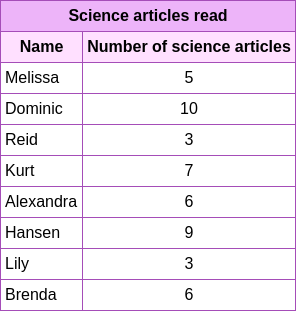 Science articles read
Name Number of science articles
Melissa 5
Dominic 10
Reid 3
Kurt 7
Alexandra 6
Hansen 9
Lily 3
Brenda 6